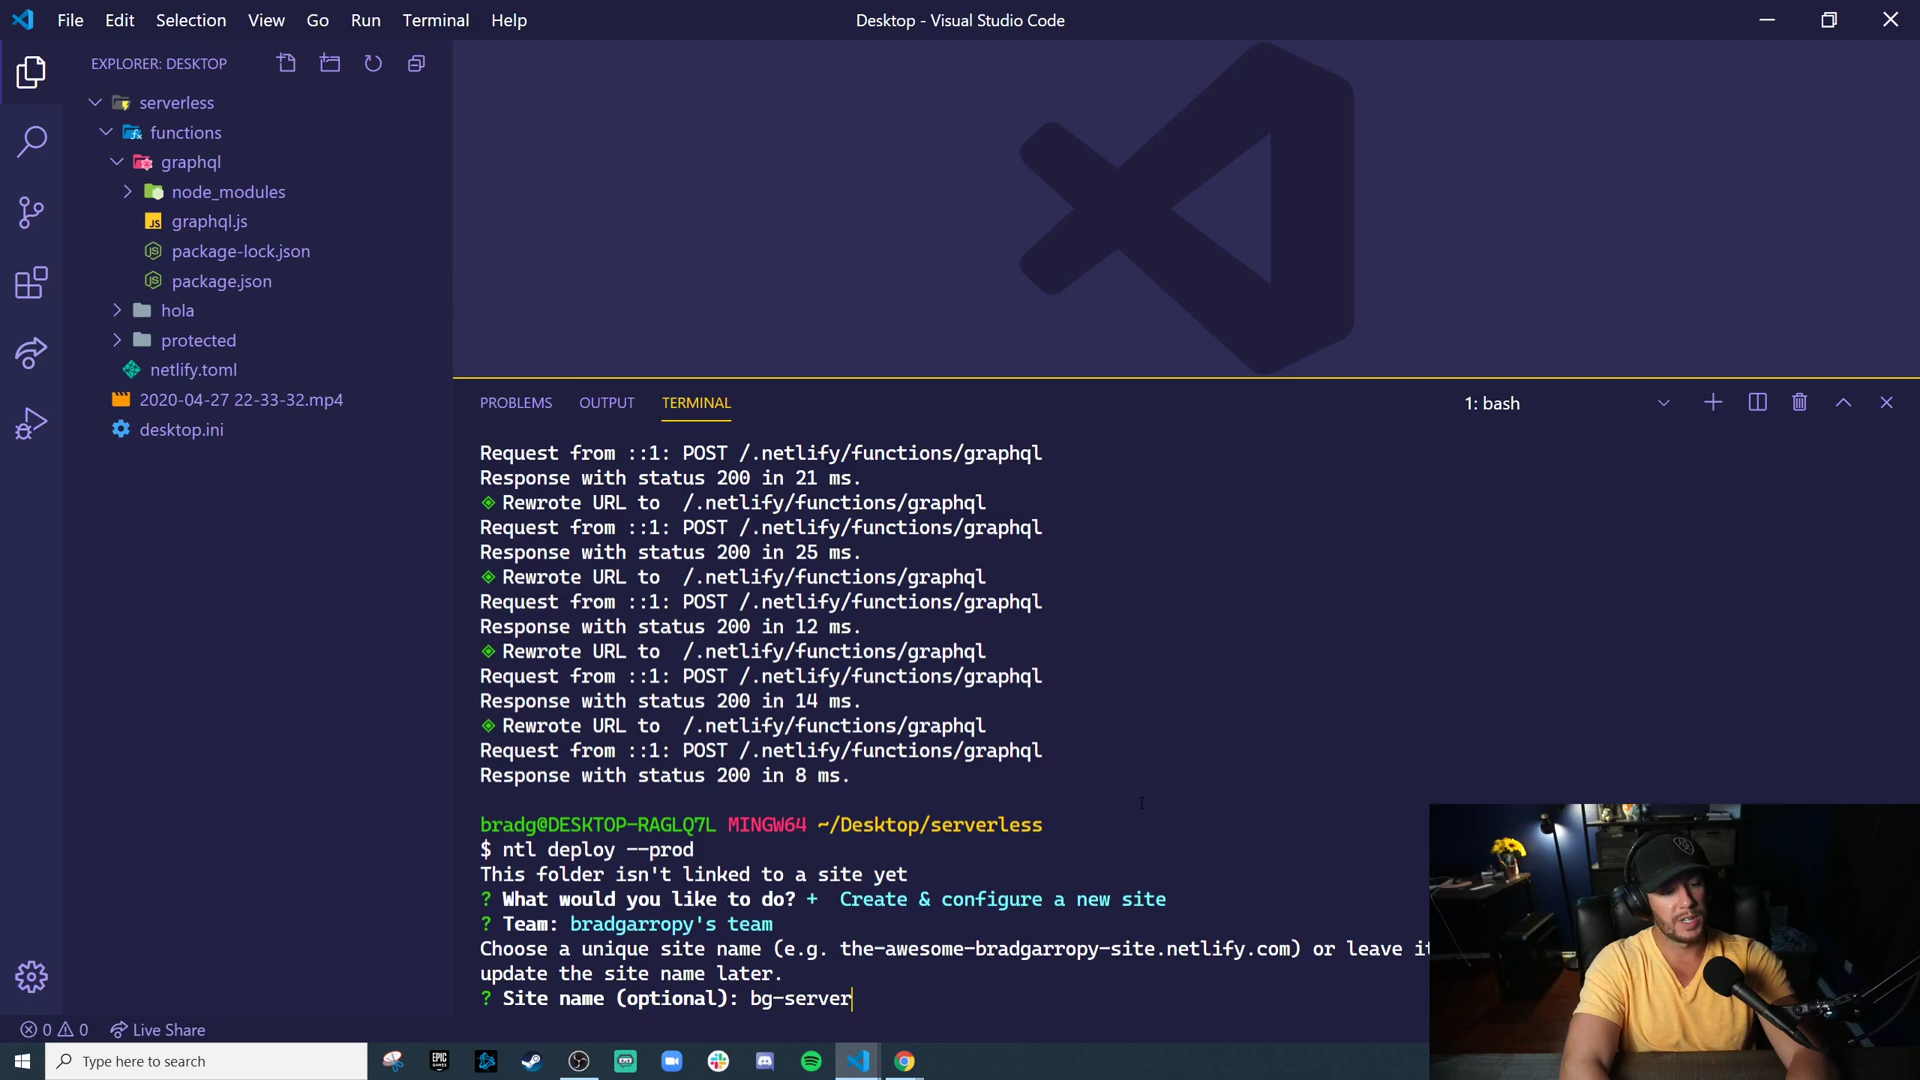 File Edit Selection View Go Run Terminal Help
Desktop - Visual Studio Code
EXPLORER: DESKTOP
serverless
functions
graphql
node_modules
graphql.js
package-lock.json
package.json
hola
protected
netlify.toml
2020-04-27 22-33-32.mp4
desktop.ini
PROBLEMS OUTPUT TERMINAL
1: bash
Request from ::1: POST /.netlify/functions/graphql
Response with status 200 in 21 ms.
Rewrote URL to /.netlify/functions/graphql
Request from ::1: POST /.netlify/functions/graphql
Response with status 200 in 25 ms.
Rewrote URL to /.netlify/functions/graphql
Request from ::1: POST /.netlify/functions/graphql
Response with status 200 in 12 ms.
Rewrote URL to /.netlify/functions/graphql
Request from ::1: POST /.netlify/functions/graphql
Response with status 200 in 14 ms.
Rewrote URL to /.netlify/functions/graphql
Request from ::1: POST /.netlify/functions/graphql
Response with status 200 in 8 ms.
bradg@DESKTOP-RAGLQ7L MINGW64 ~/Desktop/serverless
$ ntl deploy --prod
This folder isn't linked to a site yet
? What would you like to do? + Create & configure a new site
? Team: bradgarropy's team
Choose a unique site name (e.g. the-awesome-bradgarropy-site.netlify.com) or leave it
update the site name later.
? Site name (optional): bg-server
0 0 Live Share
Type here to search
EPIC GAMES